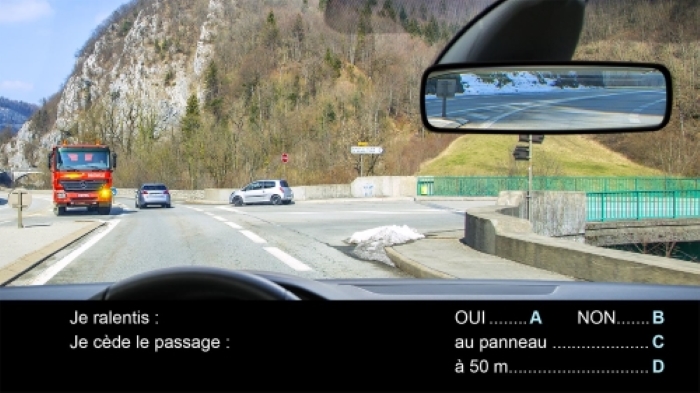 Je ralentis : OUI ........ A NON....... B
Je cède le passage : au panneau ..................... C
à 50 m............................. D